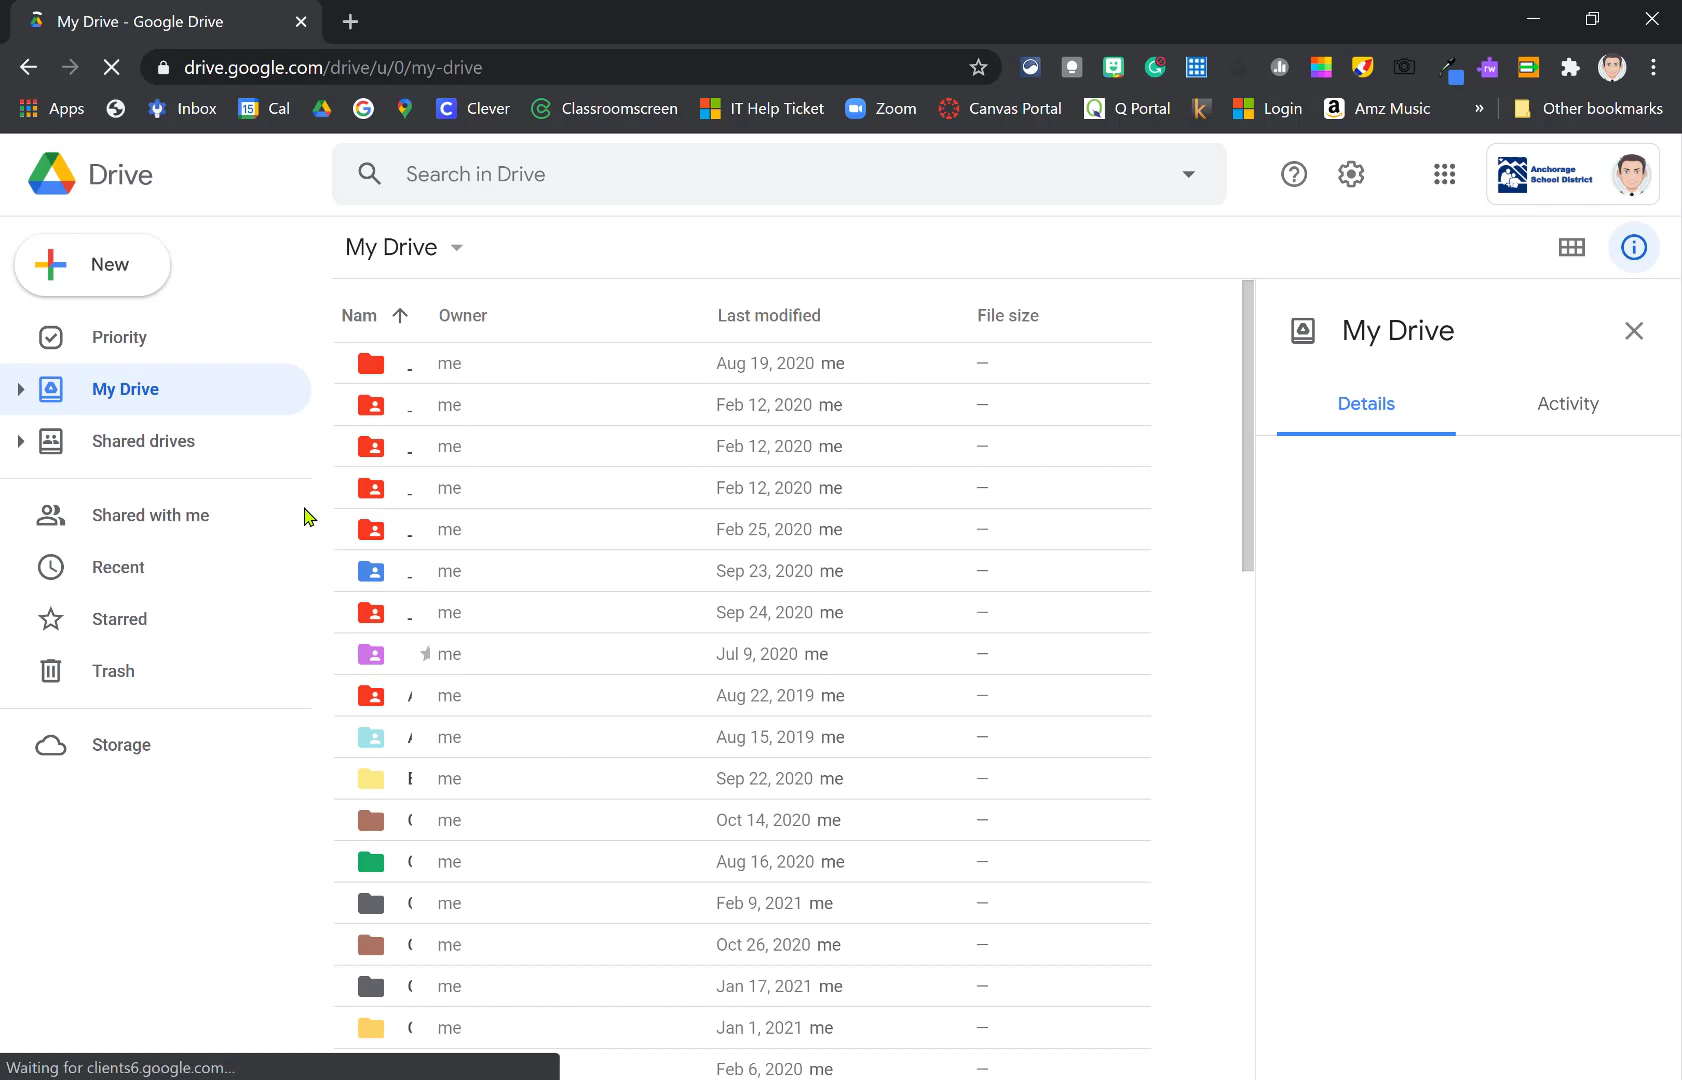 My Drive - Google Drive
drive.google.com/drive/u/0/my-drive
Apps Inbox Cal Clever Classroomscreen IT Help Ticket Zoom Canvas Portal Q Portal Login Amz Music » Other bookmarks
Drive
Search in Drive
Anchorage
School District
New
My Drive
Priority
My Drive
Shared drives
Shared with me
Recent
Starred
Trash
Storage
Nam Owner Last modified File size
_ me Aug 19, 2020 me –
_ me Feb 12, 2020 me –
_ me Feb 12, 2020 me –
_ me Feb 12, 2020 me –
_ me Feb 25, 2020 me –
_ me Sep 23, 2020 me –
_ me Sep 24, 2020 me –
me Jul 9, 2020 me –
me Aug 22, 2019 me –
me Aug 15, 2019 me –
me Sep 22, 2020 me –
me Oct 14, 2020 me –
me Aug 16, 2020 me –
me Feb 9, 2021 me –
me Oct 26, 2020 me –
me Jan 17, 2021 me –
me Jan 1, 2021 me –
Feb 6, 2020 me –
My Drive
Details Activity
Waiting for clients6.google.com...